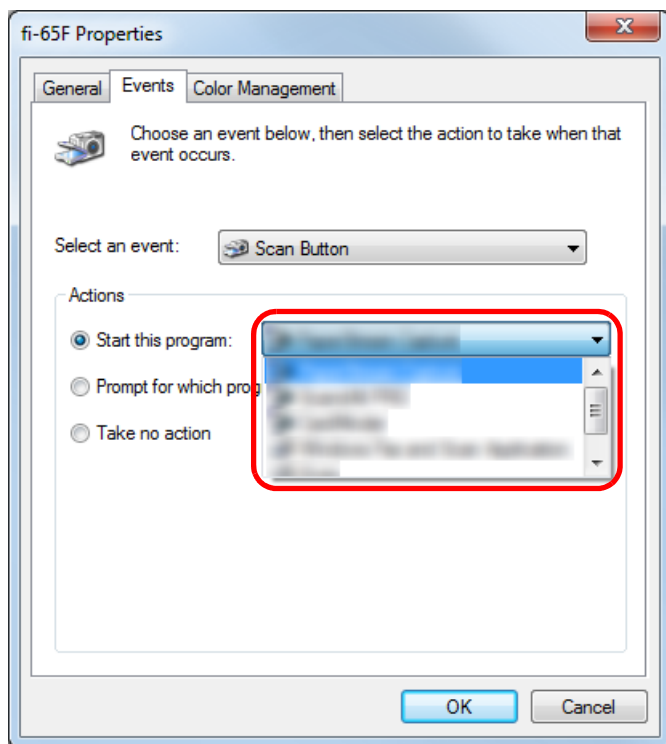 fi-65F Properties
General Events Color Management
Choose an event below, then select the action to take when that
event occurs.
Select an event: Scan Button
Actions
Start this program:
Prompt for which prog
Take no action
OK Cancel